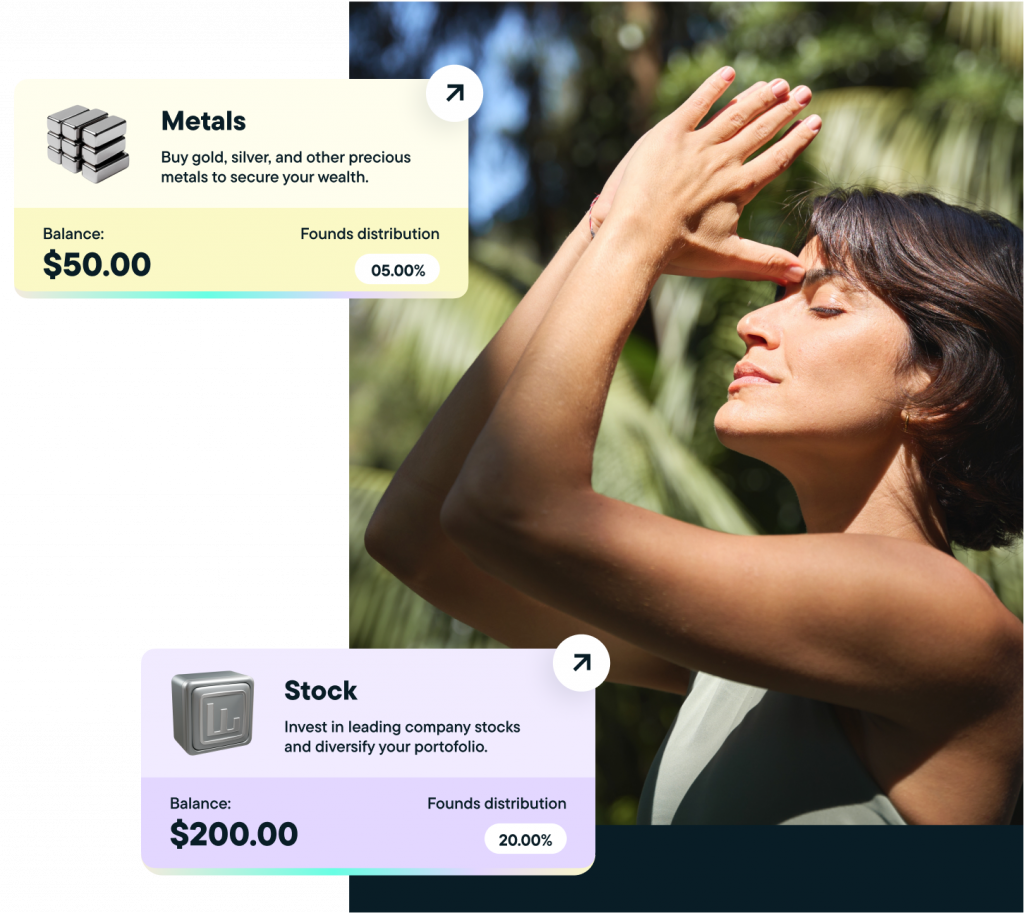 Metals
Buy gold, silver, and other precious
metals to secure your wealth.
Balance:
Founds distribution
$50.00
05.00%
Stock
Invest in leading company stocks
and diversify your portofolio.
Balance:
Founds distribution
$200.00
20.00%